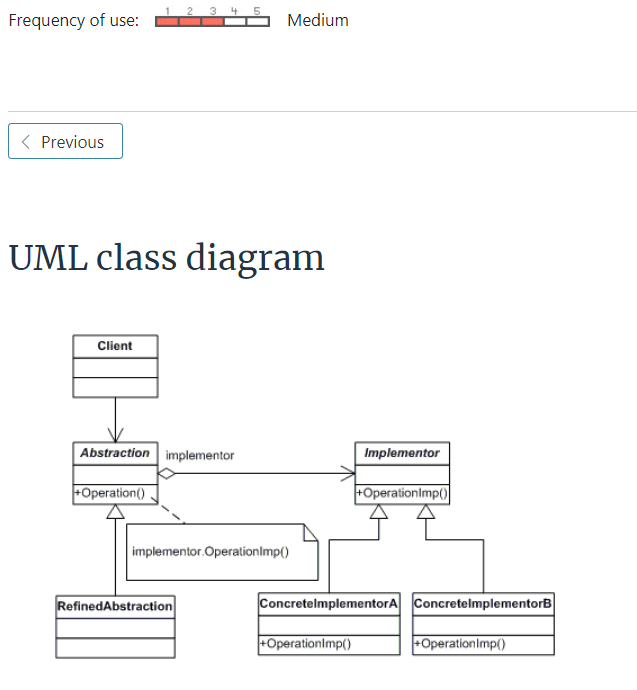 1 2 3 4 5
Frequency of use: Medium
Previous
UML class diagram
Client
Abstraction
implementor
Implementor
+Operation()
+OperationImp()
implementor.OperationImp()
RefinedAbstraction
ConcreteImplementorA
ConcreteImplementorB
+OperationImp()
+OperationImp()